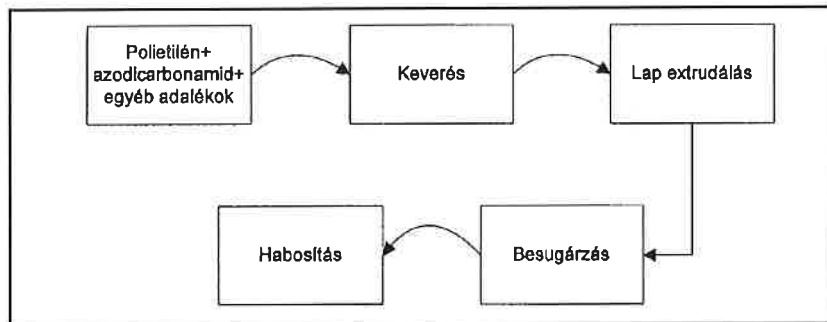 Polietilén+
azodicarbonamid+
egyéb adalékok
Keverés
Lap extrudálás
Besugárzás
Habosítás